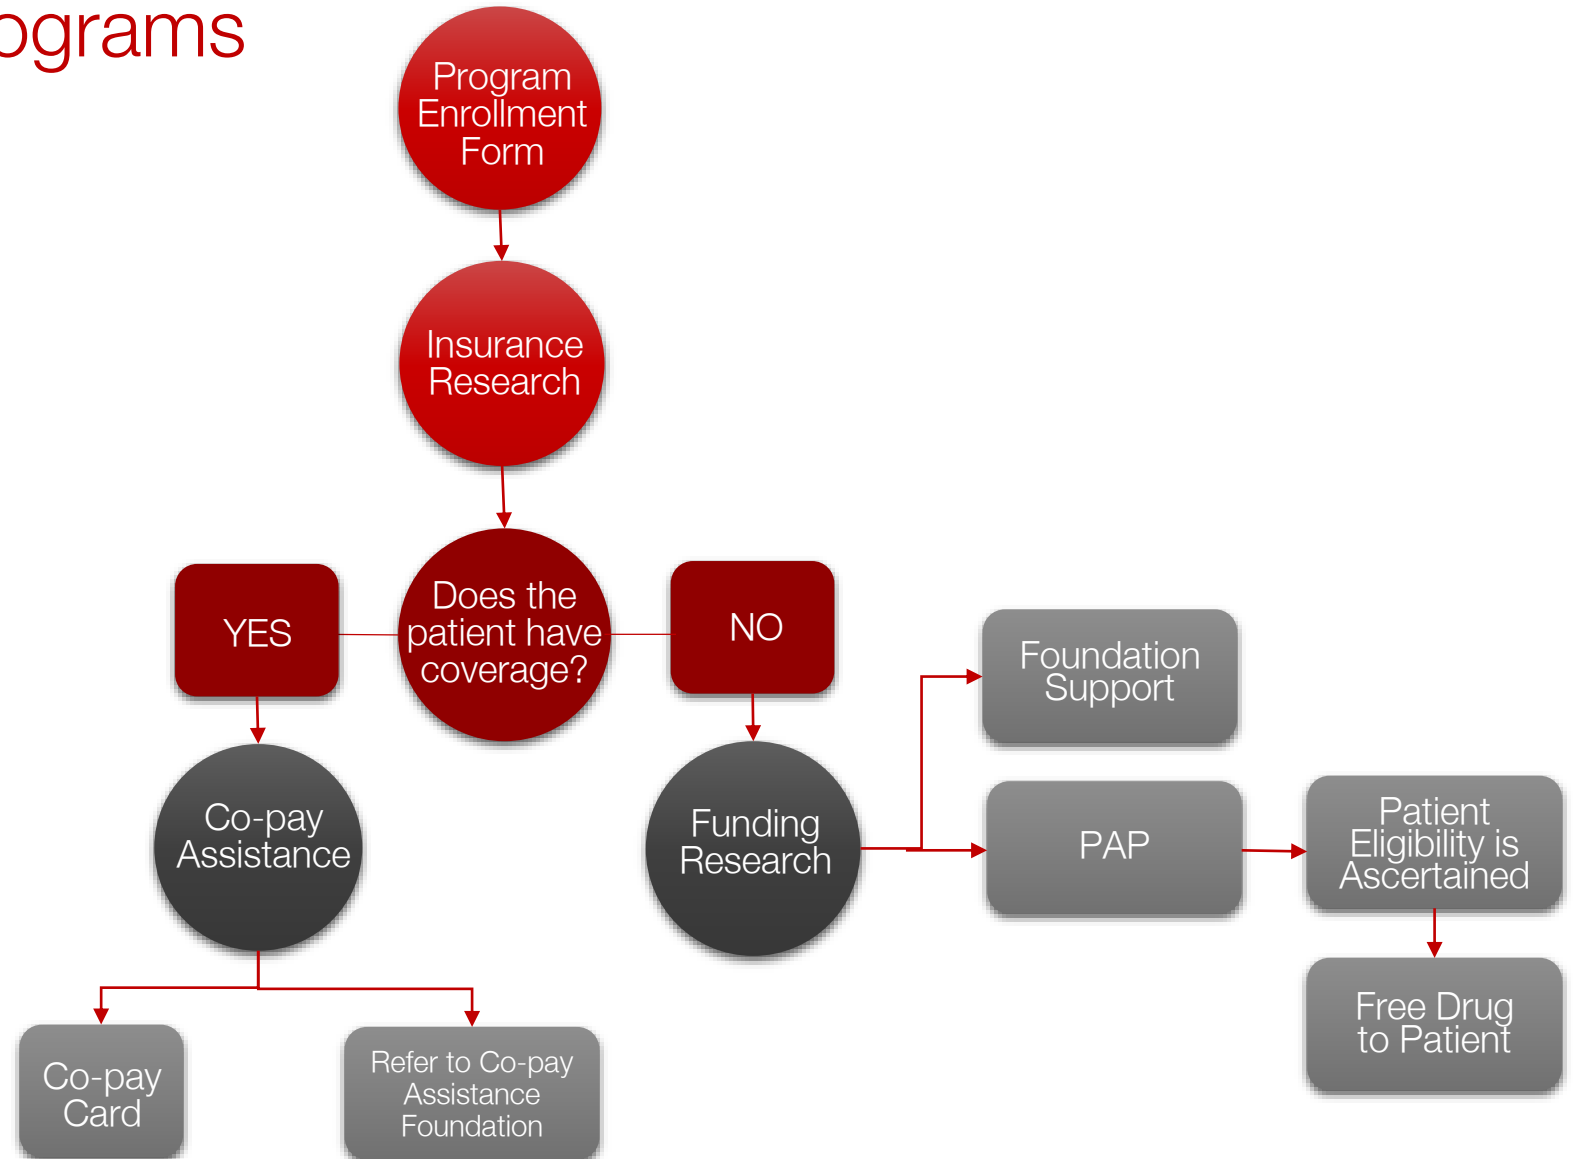 ograms
Program
Enrollment
Form
Insurance
Research
YES
Does the
patient have
coverage?
NO
Foundation
Support
Co-pay
Assistance
Funding
Research
PAP
Patient
Eligibility is
Ascertained
Free Drug
to Patient
Co-pay
Card
Refer to Co-pay
Assistance
Foundation